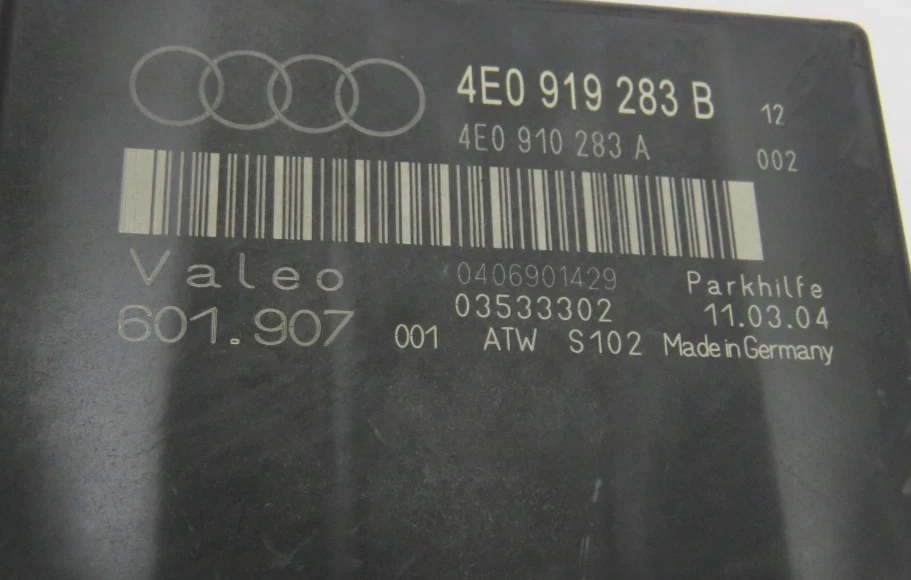 4E0 919 283 B 12
4E0 910 283 A 002
Valeo 0406901429 Parkhilfe
601.907 03533302 11.03.04
001 ATW S102 Made in Germany